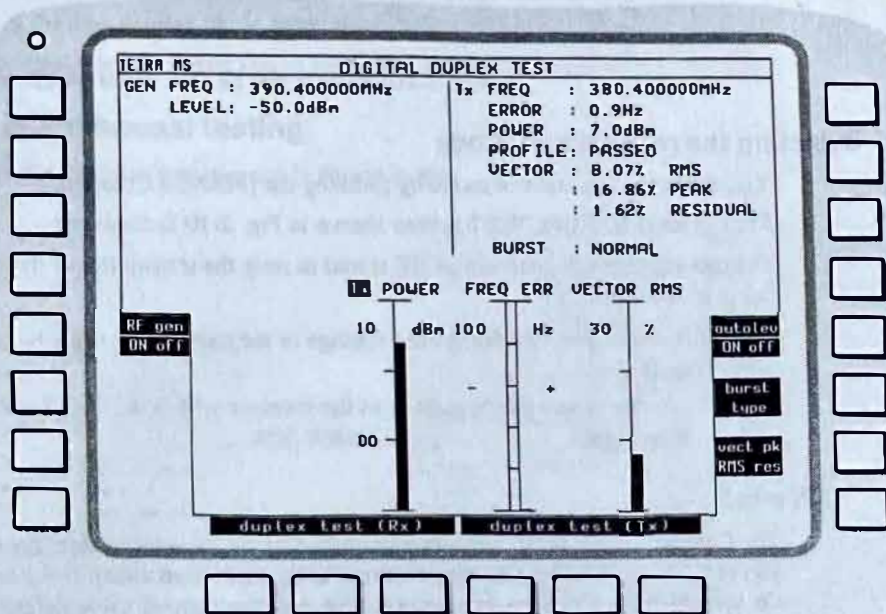 TETRA MS DIGITAL DUPLEX TEST
GEN FREQ : 390.400000MHz
LEVEL: -50.0dBm
Tx FREQ : 380.400000MHz
ERROR : 0.9Hz
POWER : 7.0dBm
PROFILE: PASSED
VECTOR : 8.07% RMS
: 16.86% PEAK
: 1.62% RESIDUAL
BURST : NORMAL
Tx POWER FREQ ERR VECTOR RMS
10 dBm 100 Hz 30 %
- +
RF gen
ON off
autolev
ON off
burst
type
vect pk
RMS res
duplex test (Rx) duplex test (Tx)